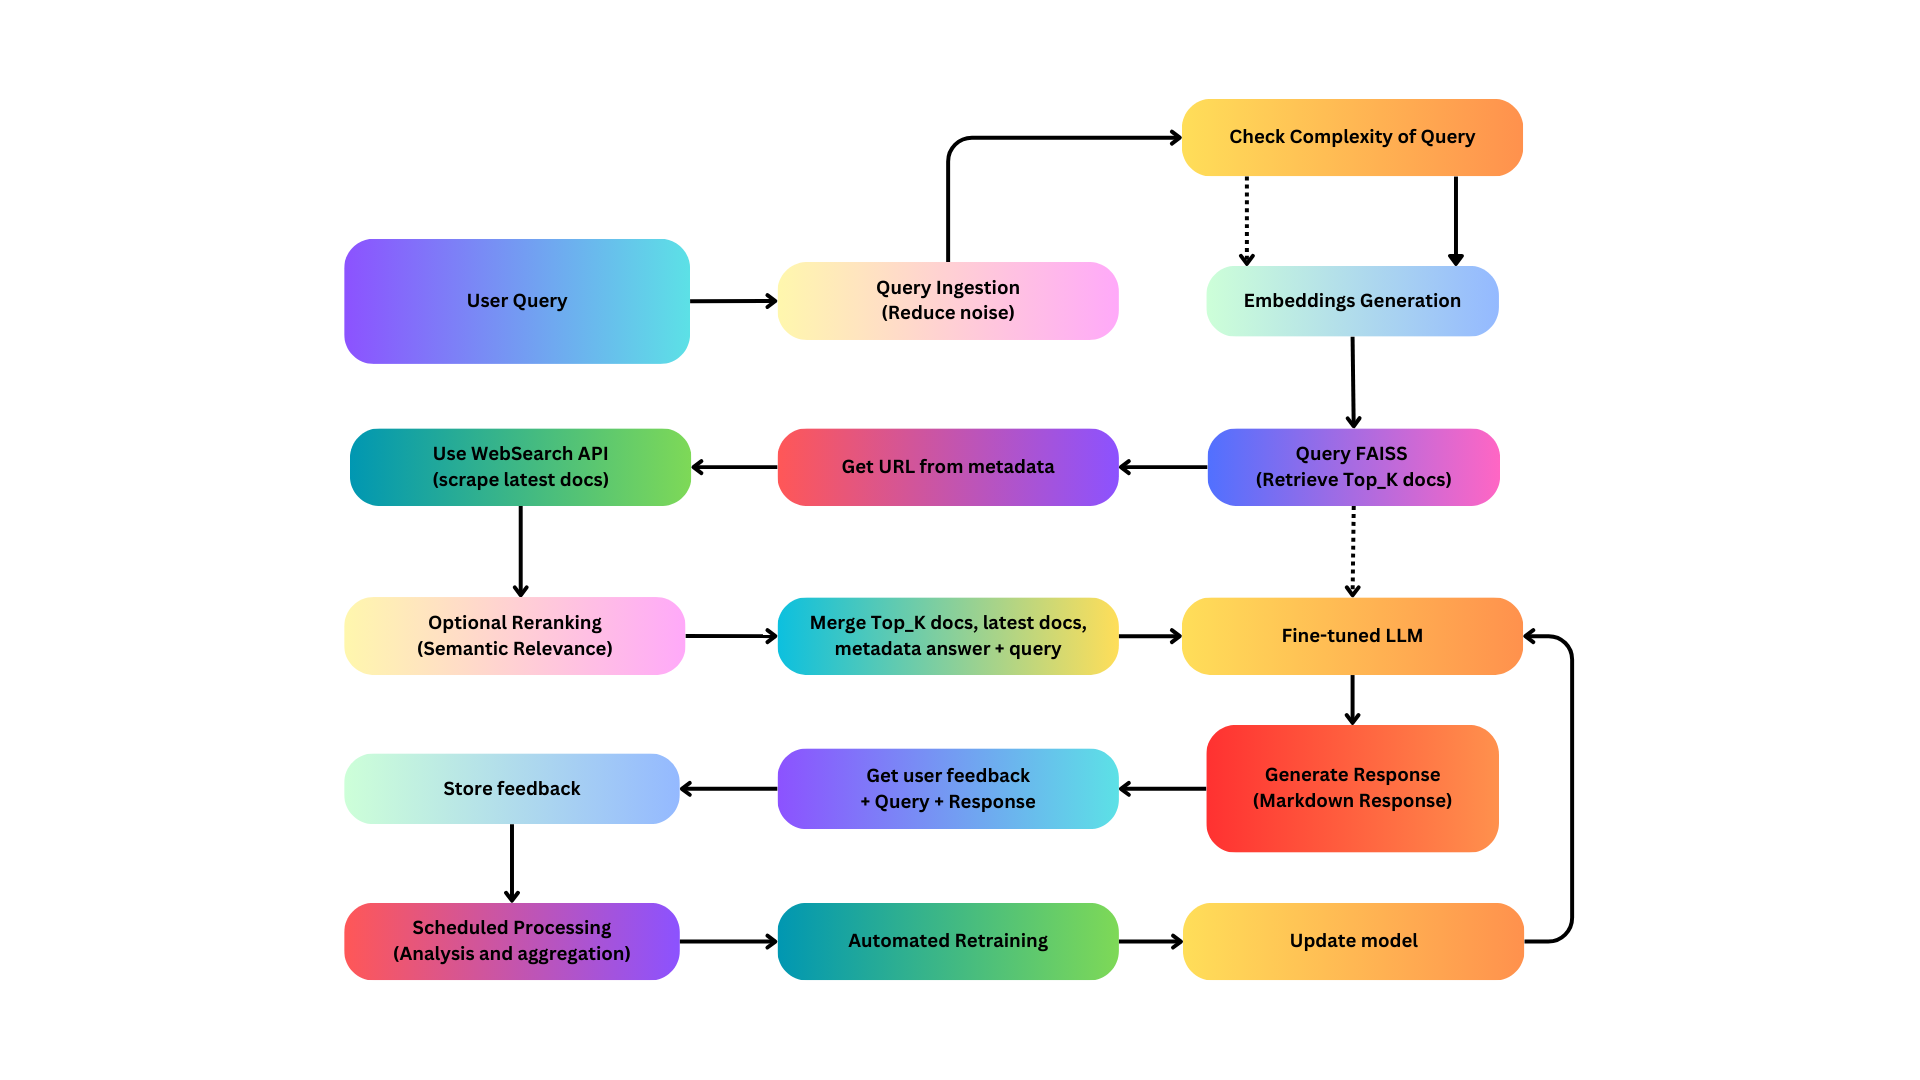 Check Complexity of Query
User Query
Query Ingestion
(Reduce noise)
Embeddings Generation
Use WebSearch API
(scrape latest docs)
Get URL from metadata
Query FAISS
(Retrieve Top_K docs)
Optional Reranking
(Semantic Relevance)
Merge Top_K docs, latest docs,
metadata answer + query
Fine-tuned LLM
Store feedback
Get user feedback
+ Query + Response
Generate Response
(Markdown Response)
Scheduled Processing
(Analysis and aggregation)
Automated Retraining
Update model